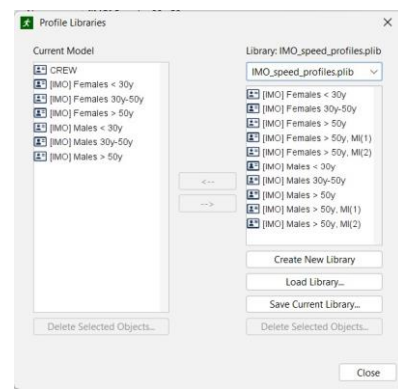 Profile Libraries
Current Model
CREW
[IMO] Females < 30y
[IMO] Females 30y-50y
[IMO] Females > 50y
[IMO] Males < 30y
[IMO] Males 30y-50y
[IMO] Males > 50y
<--
-->
Delete Selected Objects...
Library: IMO_speed_profiles.plib
IMO_speed_profiles.plib
[IMO] Females < 30y
[IMO] Females 30y-50y
[IMO] Females > 50y
[IMO] Females > 50y, MI(1)
[IMO] Females > 50y, MI(2)
[IMO] Males < 30y
[IMO] Males 30y-50y
[IMO] Males > 50y
[IMO] Males > 50y, MI(1)
[IMO] Males > 50y, MI(2)
Create New Library
Load Library...
Save Current Library...
Delete Selected Objects...
Close